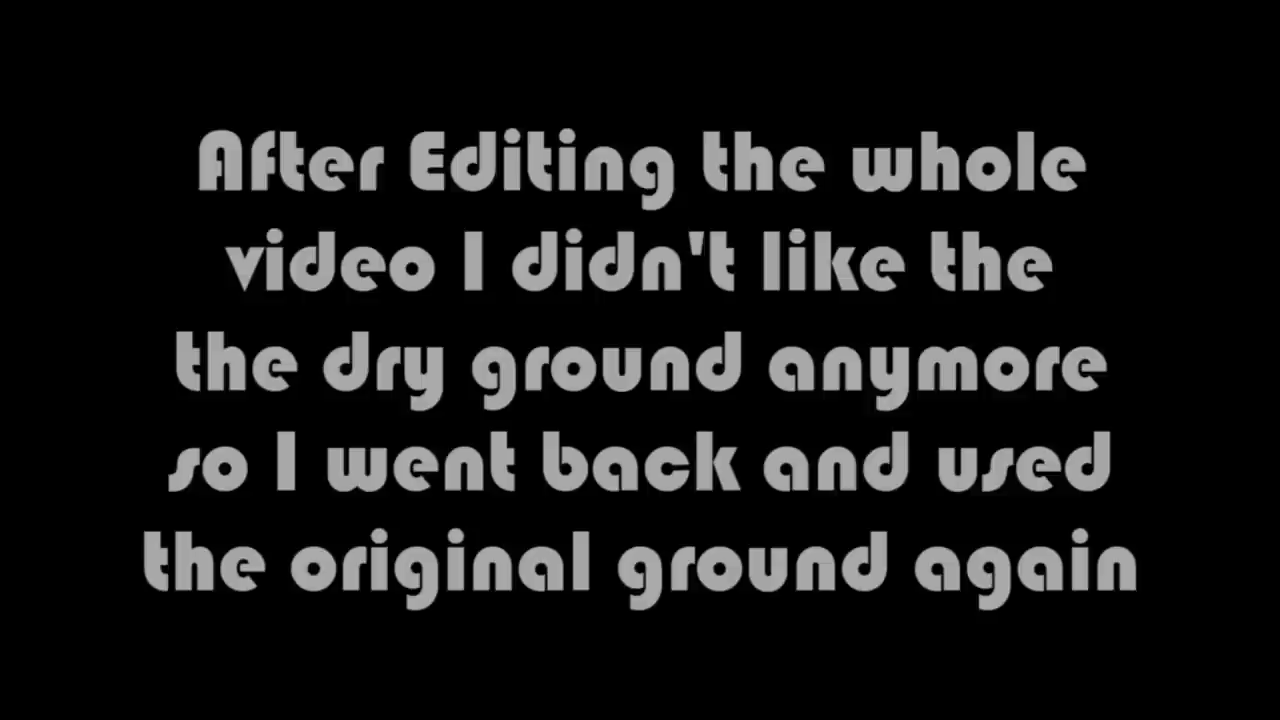 After Editing the whole
video I didn't like the
the dry ground anymore
so I went back and used
the original ground again